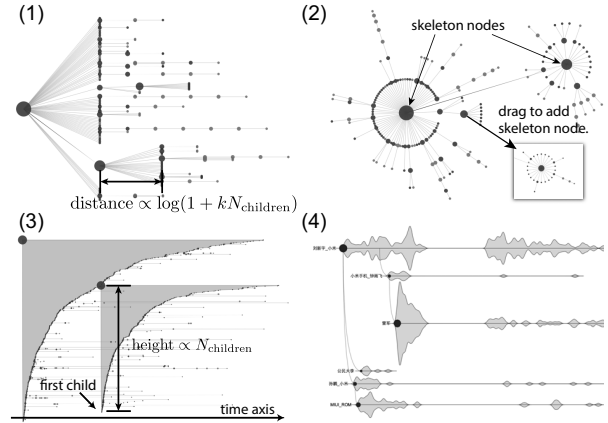 (1)
distance ∝ log(1 + kN_children)
(2)
skeleton nodes
drag to add
skeleton node.
(3)
height ∝ N_children
first child
time axis
(4)
MIUI_ROM